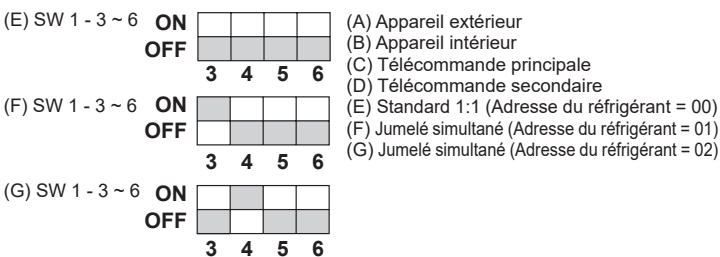 (E) SW 1 - 3 ~ 6 ON
OFF
3 4 5 6
(F) SW 1 - 3 ~ 6 ON
OFF
3 4 5 6
(G) SW 1 - 3 ~ 6 ON
OFF
3 4 5 6
(A) Appareil extérieur
(B) Appareil intérieur
(C) Télécommande principale
(D) Télécommande secondaire
(E) Standard 1:1 (Adresse du réfrigérant = 00)
(F) Jumelé simultané (Adresse du réfrigérant = 01)
(G) Jumelé simultané (Adresse du réfrigérant = 02)